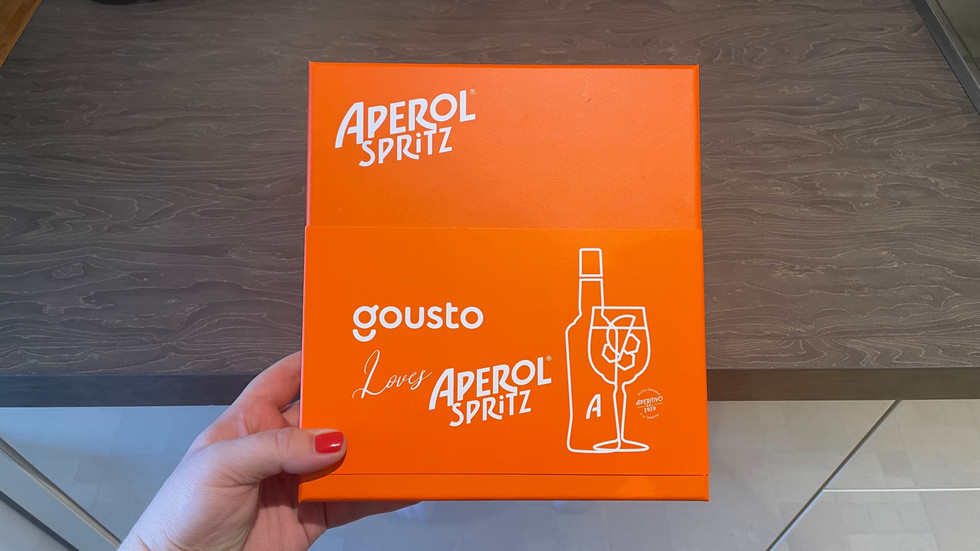 APEROL®
SPRiTZ
gousto
Loves
APEROL®
SPRiTZ
A
APERITIVO
1919